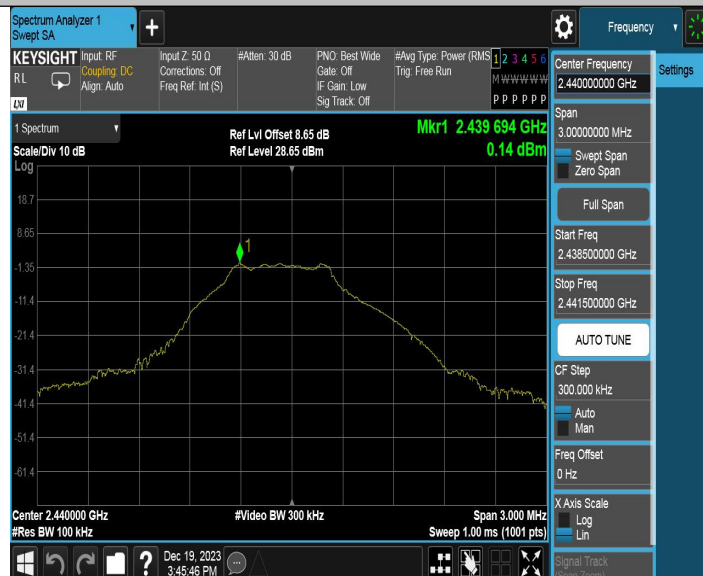 Spectrum Analyzer 1
Swept SA
+
Frequency
KEYSIGHT
RL
LXI
Input: RF
Coupling: DC
Align: Auto
Input Z: 50 Ω
Corrections: Off
Freq Ref: Int (S)
#Atten: 30 dB
PNO: Best Wide
Gate: Off
IF Gain: Low
Sig Track: Off
#Avg Type: Power (RMS
Trig: Free Run
1 2 3 4 5 6
M W W W W W
P P P P P P
1 Spectrum
Scale/Div 10 dB
Log
Ref Lvl Offset 8.65 dB
Ref Level 28.65 dBm
Mkr1 2.439 694 GHz
0.14 dBm
18.7
8.65
-1.35
-11.4
-21.4
-31.4
-41.4
-51.4
-61.4
1
Center 2.440000 GHz
#Res BW 100 kHz
#Video BW 300 kHz
Span 3.000 MHz
Sweep 1.00 ms (1001 pts)
?
Dec 19, 2023
3:45:46 PM
Center Frequency
2.440000000 GHz
Span
3.00000000 MHz
Swept Span
Zero Span
Full Span
Start Freq
2.438500000 GHz
Stop Freq
2.441500000 GHz
AUTO TUNE
CF Step
300.000 kHz
Auto
Man
Freq Offset
0 Hz
X Axis Scale
Log
Lin
Signal Track
(Span Zoom)
Settings